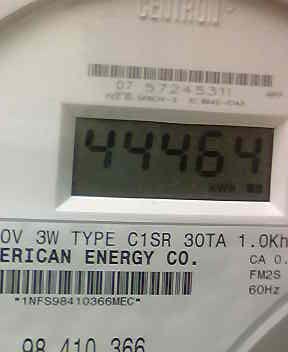 CENTRON
07 57245311
44464
KWH
0V 3W TYPE C1SR 30TA 1.0Kh
ERICAN ENERGY CO.
CA 0.
FM2S
60Hz
*1NFS98410366MEC*
98 410 366